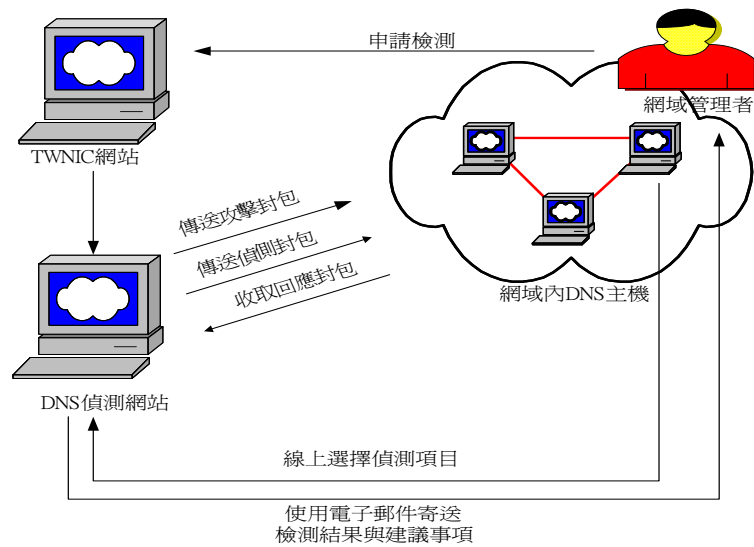 申請檢測
網域管理者
TWNIC網站
傳送攻擊封包
傳送偵測封包
收取回應封包
網域內DNS主機
DNS偵測網站
線上選擇偵測項目
使用電子郵件寄送
檢測結果與建議事項